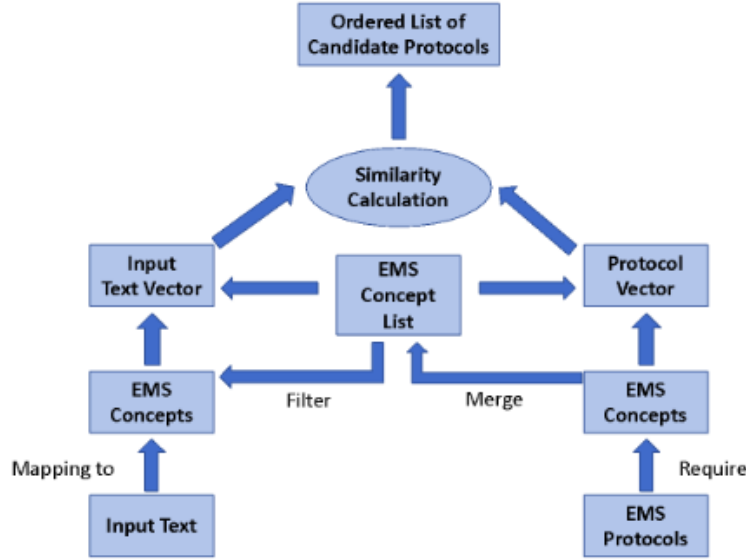 Ordered List of
Candidate Protocols
Similarity
Calculation
Input
Text Vector
EMS
Concept
List
Protocol
Vector
EMS
Concepts
Filter
Merge
EMS
Concepts
Mapping to
Require
Input Text
EMS
Protocols